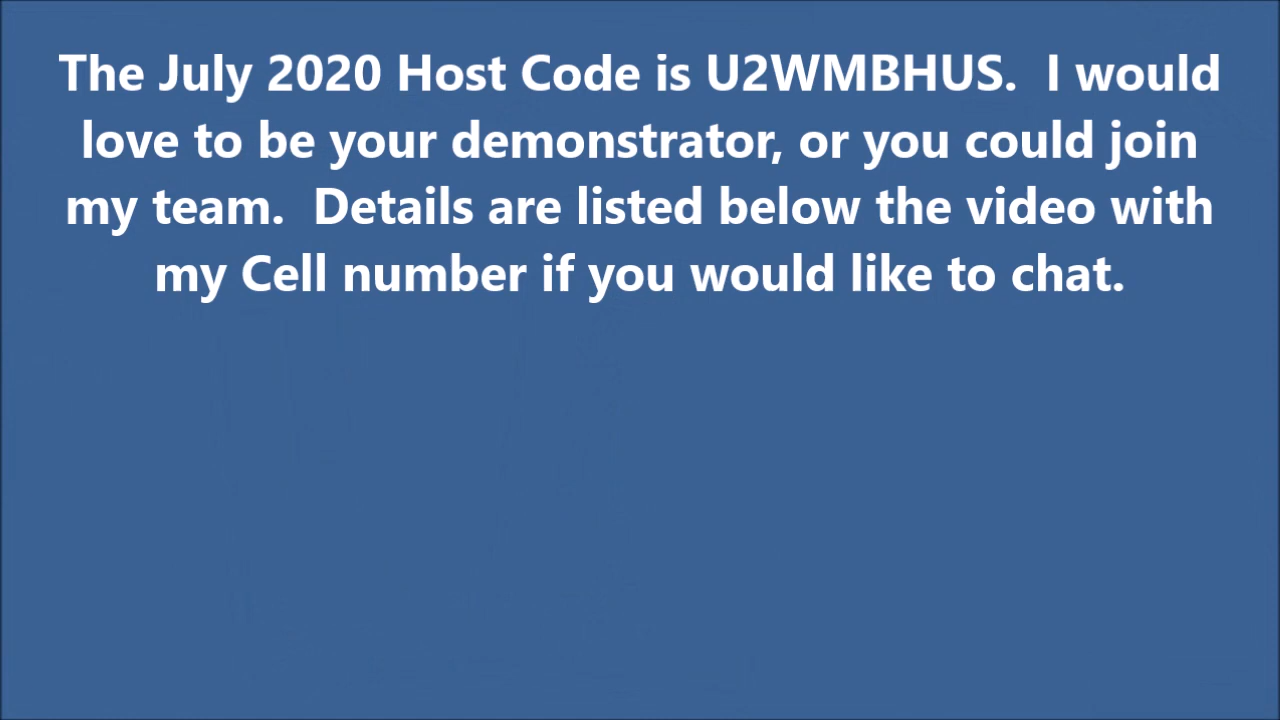 The July 2020 Host Code is U2WMBHUS.  I would
love to be your demonstrator, or you could join
my team.  Details are listed below the video with
my Cell number if you would like to chat.